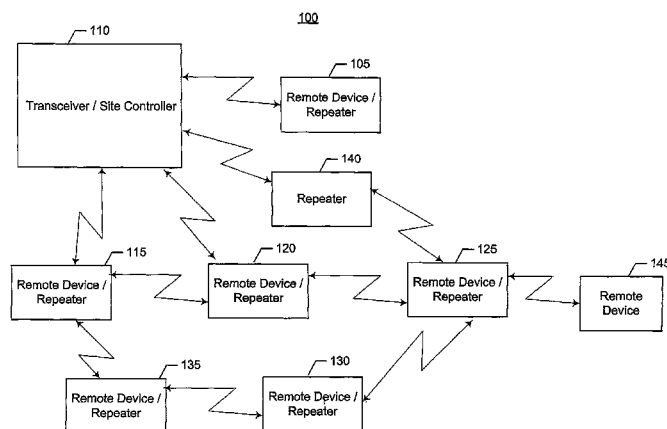 100
110
Transceiver / Site Controller
105
Remote Device /
Repeater
140
Repeater
115
Remote Device /
Repeater
120
Remote Device /
Repeater
125
Remote Device /
Repeater
145
Remote
Device
135
Remote Device /
Repeater
130
Remote Device /
Repeater